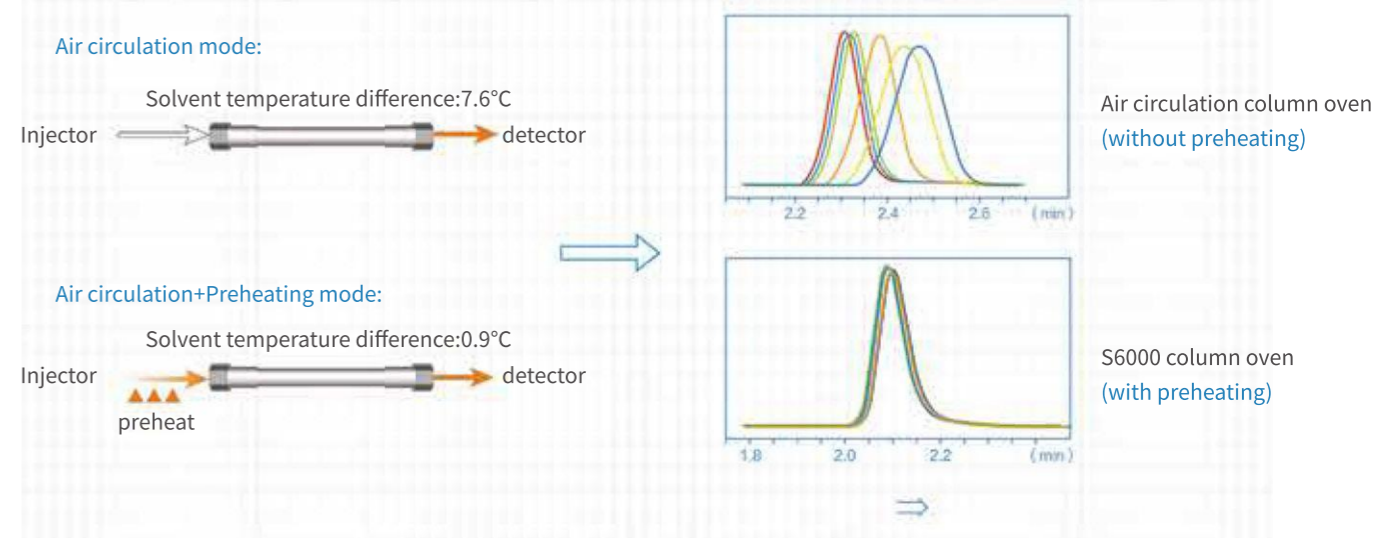 Air circulation mode:
Solvent temperature difference:7.6°C
Injector
detector
2.2
2.4
2.6
(min)
Air circulation column oven
(without preheating)
Air circulation+Preheating mode:
Solvent temperature difference:0.9°C
Injector
detector
preheat
1.8
2.0
2.2
(min)
S6000 column oven
(with preheating)